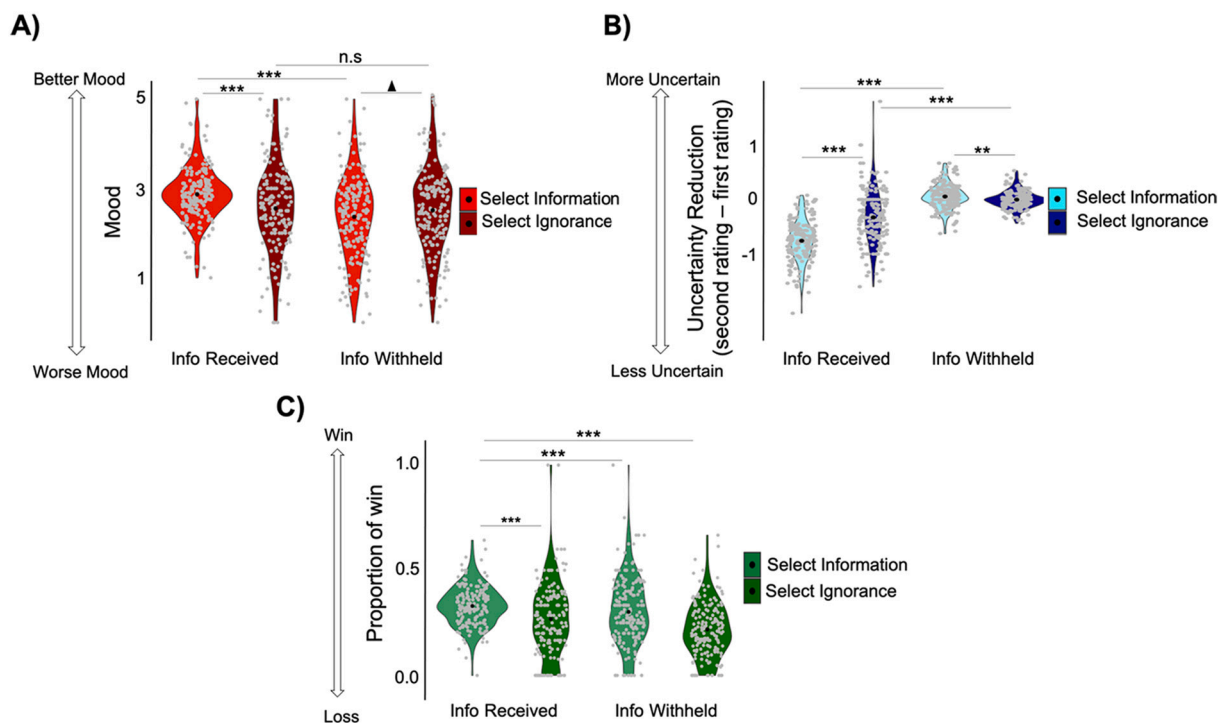 A)
Better Mood
Worse Mood
Mood
5
3
1
n.s
***
***
▲
Info Received
Info Withheld
Select Information
Select Ignorance
B)
More Uncertain
Less Uncertain
Uncertainty Reduction
(second rating – first rating)
1
0
-1
***
***
***
**
Info Received
Info Withheld
Select Information
Select Ignorance
C)
Win
Loss
Proportion of win
1.0
0.5
0.0
***
***
***
Info Received
Info Withheld
Select Information
Select Ignorance